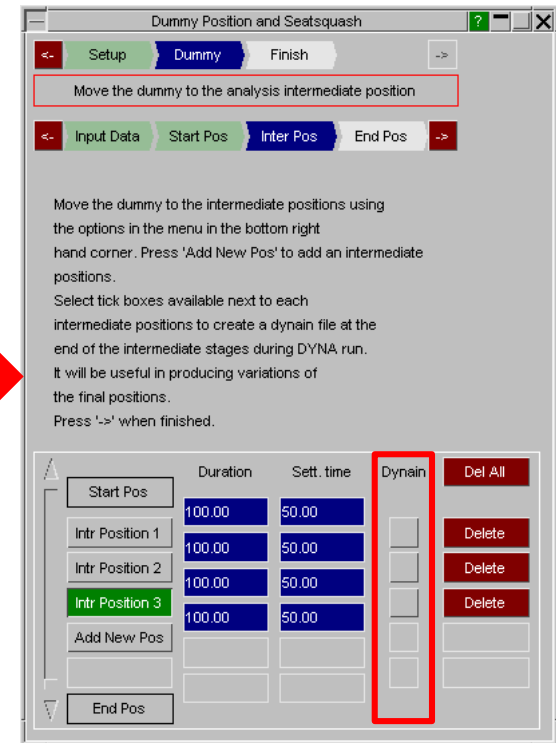 Dummy Position and Seatsquash ? X
<- Setup Dummy Finish ->
Move the dummy to the analysis intermediate position
<- Input Data Start Pos Inter Pos End Pos ->
Move the dummy to the intermediate positions using
the options in the menu in the bottom right
hand corner. Press 'Add New Pos' to add an intermediate
positions.
Select tick boxes available next to each
intermediate positions to create a dynain file at the
end of the intermediate stages during DYNA run.
It will be useful in producing variations of
the final positions.
Press '->' when finished.
Duration Sett. time Dynain Del All
Start Pos
100.00 50.00
Intr Position 1 Delete
100.00 50.00
Intr Position 2 Delete
100.00 50.00
Intr Position 3 Delete
100.00 50.00
Add New Pos
End Pos